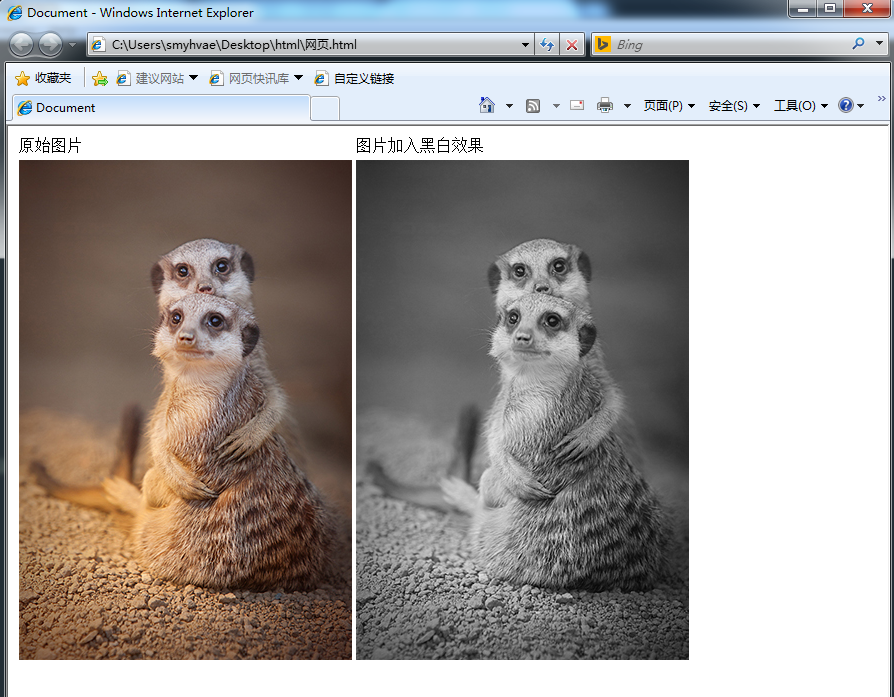 Document - Windows Internet Explorer
C:\Users\smyhvae\Desktop\html\网页.html
Bing
收藏夹
建议网站
网页快讯库
自定义链接
Document
页面(P)
安全(S)
工具(O)
原始图片
图片加入黑白效果